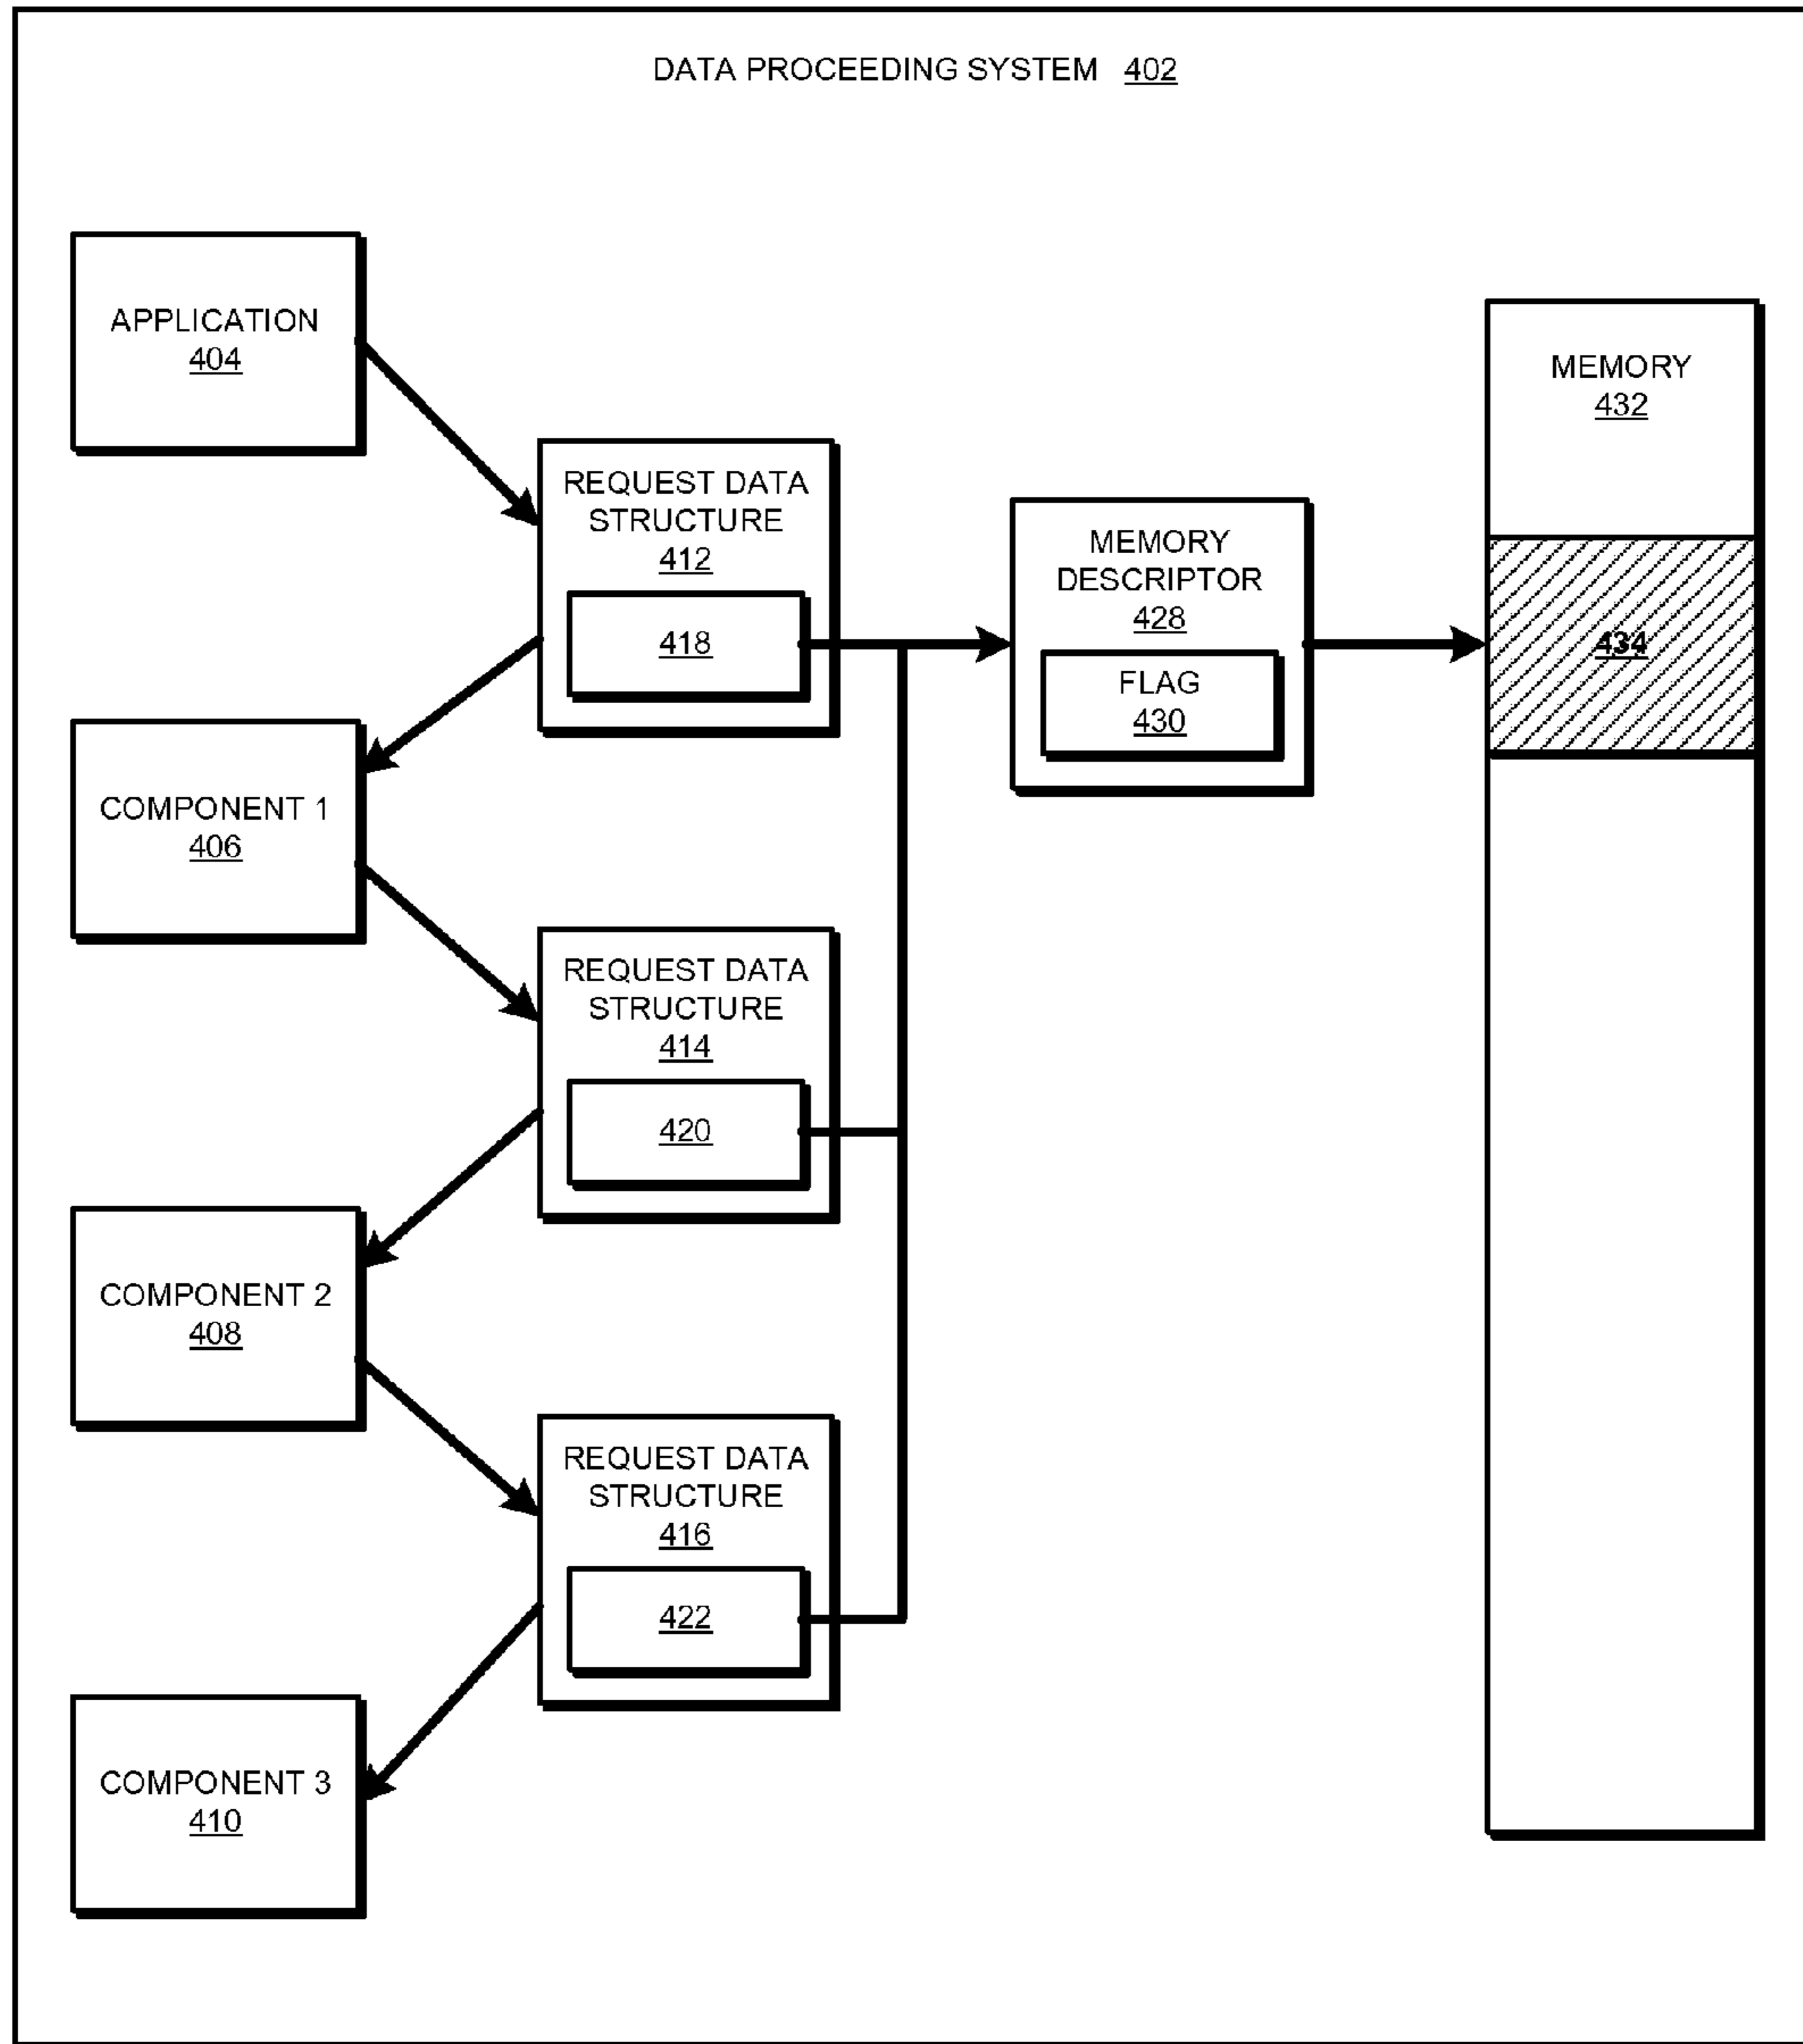 DATA PROCEEDING SYSTEM 402
APPLICATION
404
REQUEST DATA
STRUCTURE
412
418
MEMORY
DESCRIPTOR
428
FLAG
430
MEMORY
432
434
COMPONENT 1
406
REQUEST DATA
STRUCTURE
414
420
COMPONENT 2
408
REQUEST DATA
STRUCTURE
416
422
COMPONENT 3
410